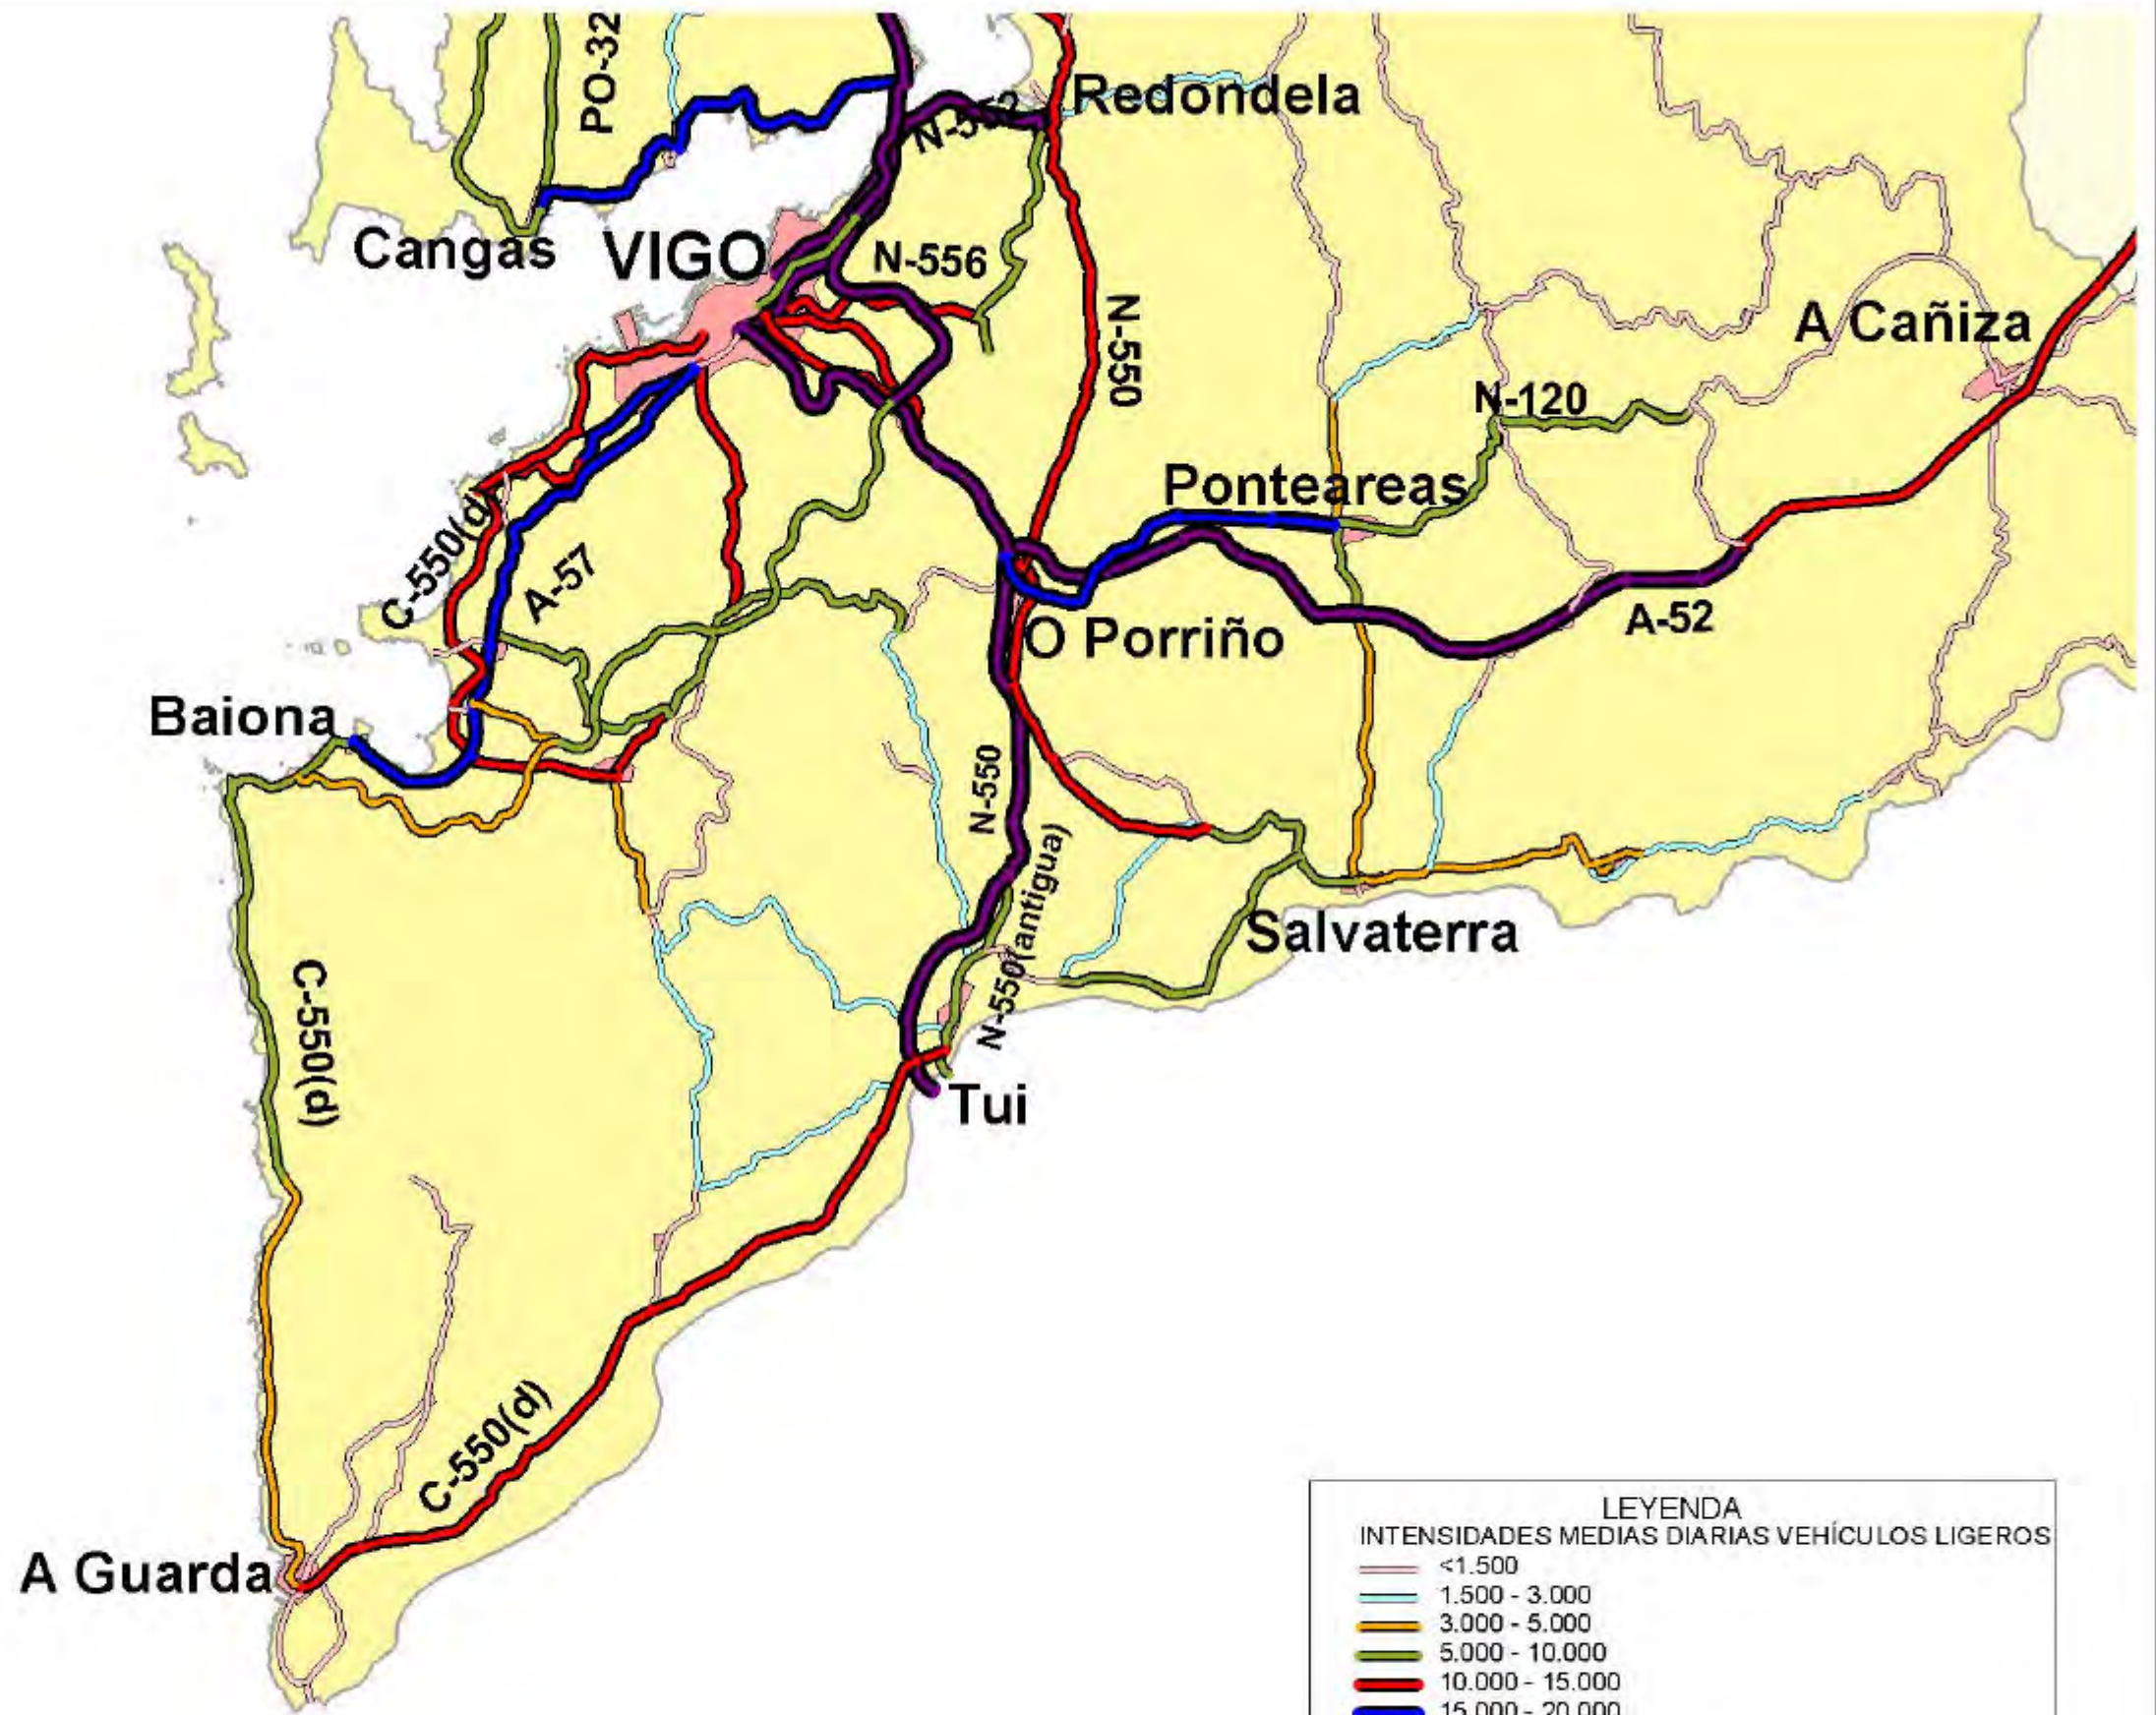 PO-32
Redondela
N-552
Cangas
VIGO
N-556
N-550
A Cañiza
N-120
Ponteareas
C-550(d)
A-57
A-52
O Porriño
Baiona
N-550
N-550(antigua)
Salvaterra
C-550(d)
Tui
C-550(d)
A Guarda
LEYENDA
INTENSIDADES MEDIAS DIARIAS VEHÍCULOS LIGEROS
<1.500
1.500 - 3.000
3.000 - 5.000
5.000 - 10.000
10.000 - 15.000
15.000 - 20.000